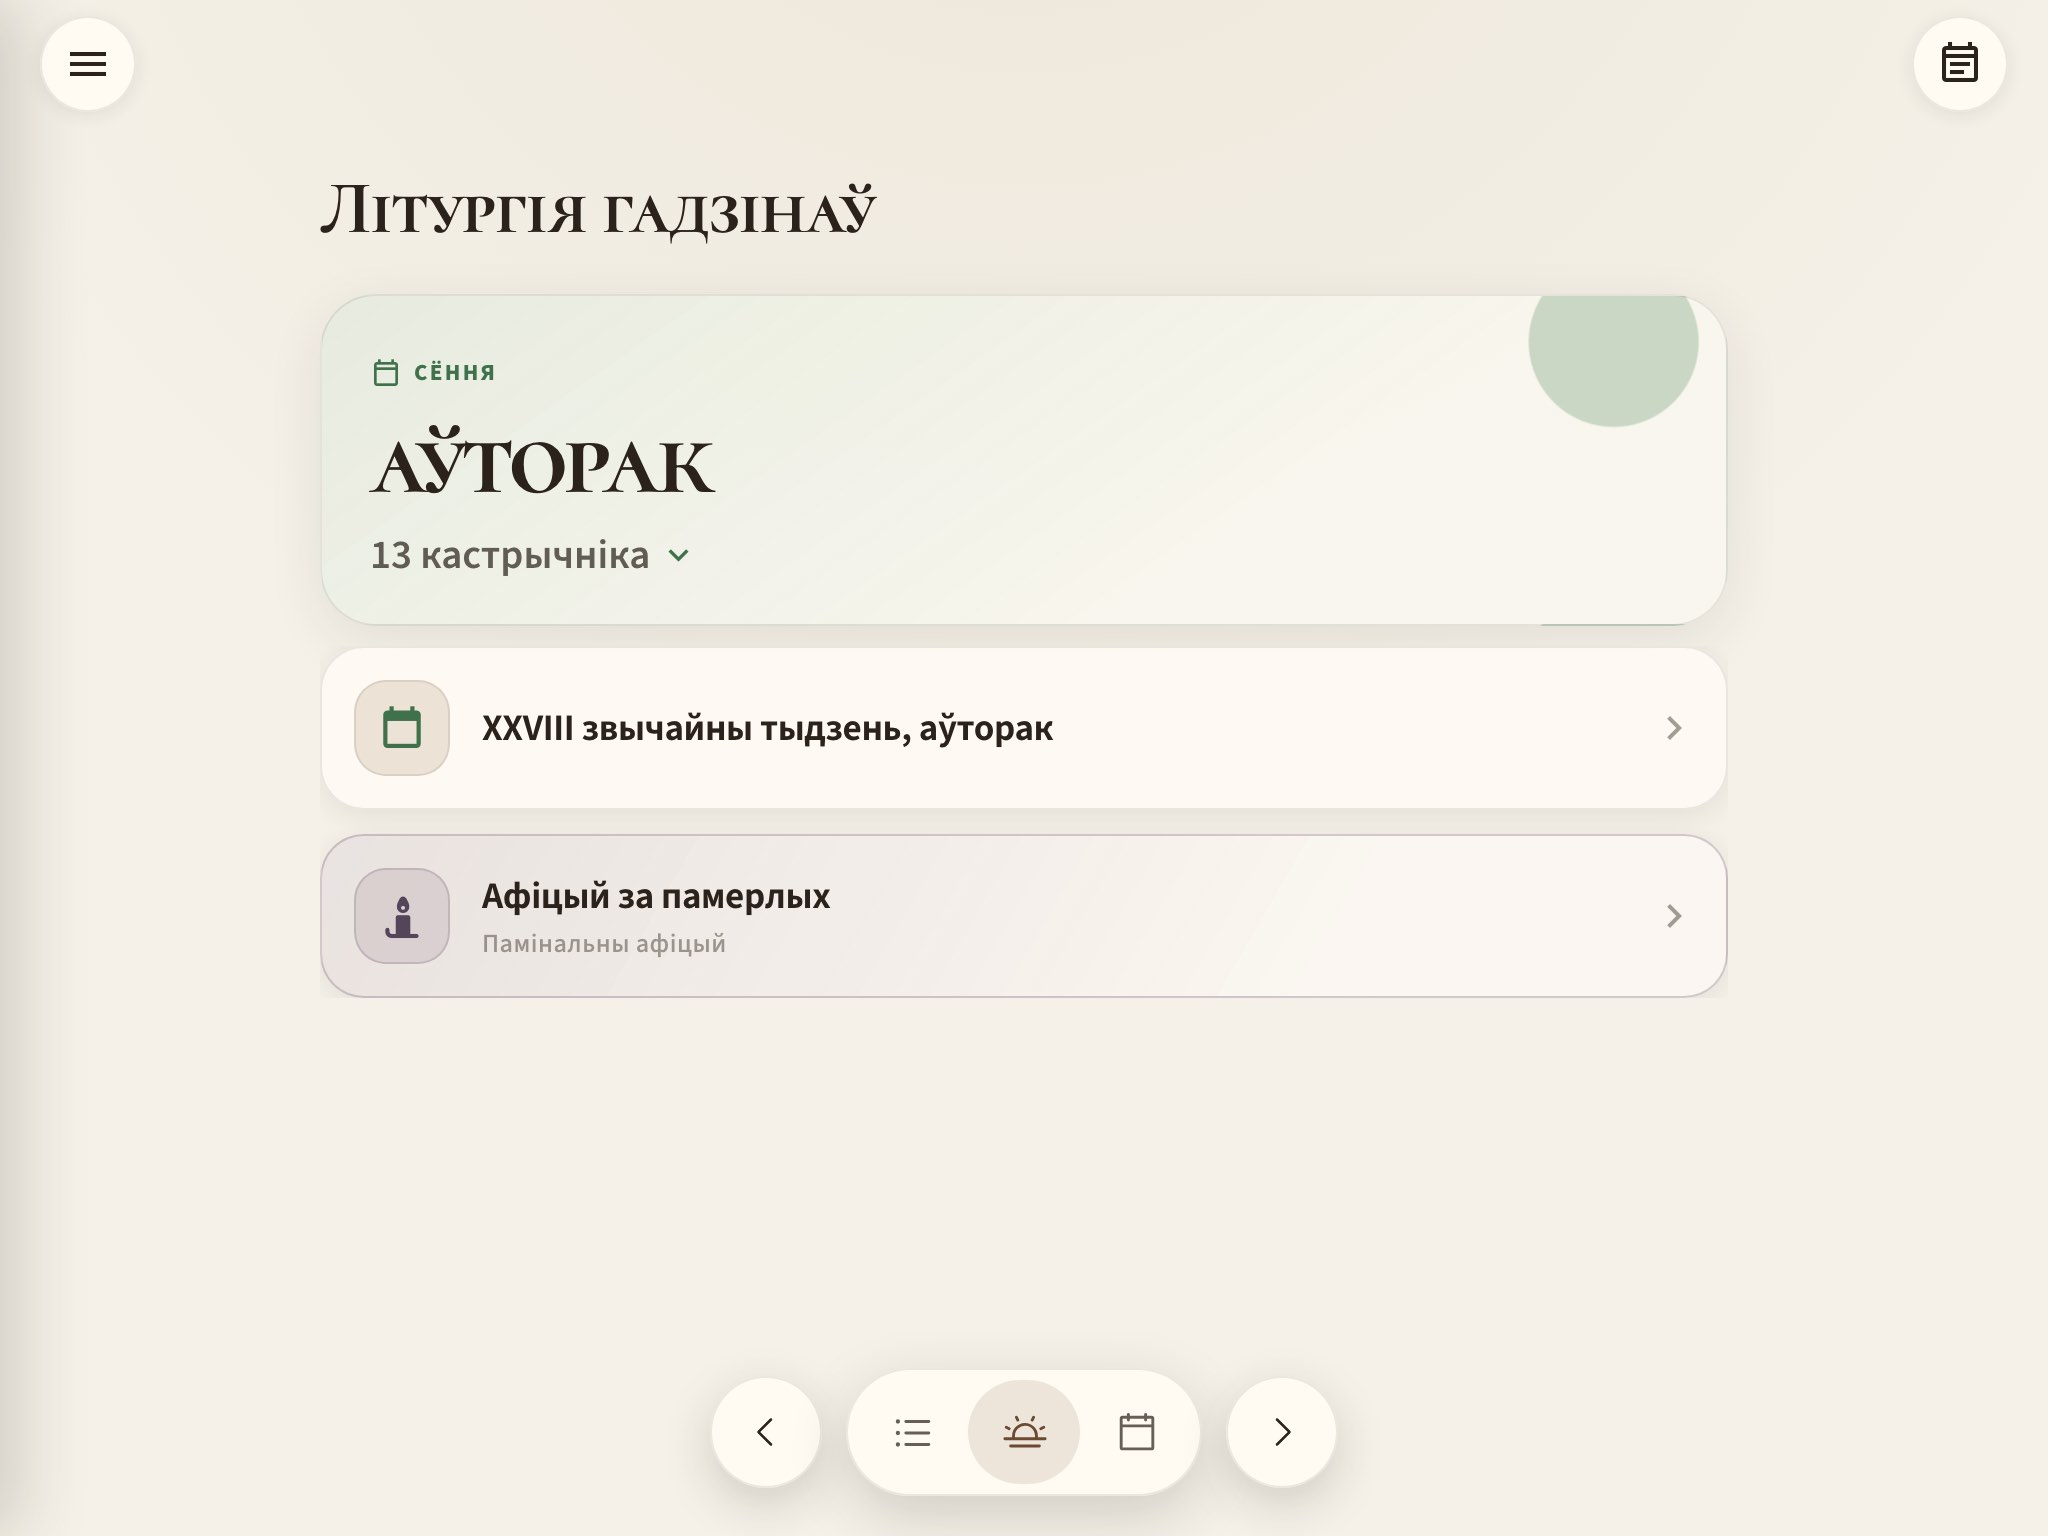 Літургія гадзінаў
СЁННЯ
АЎТОРАК
13 кастрычніка
XXVIII звычайны тыдзень, аўторак
Афіцый за памерлых
Памінальны афіцый